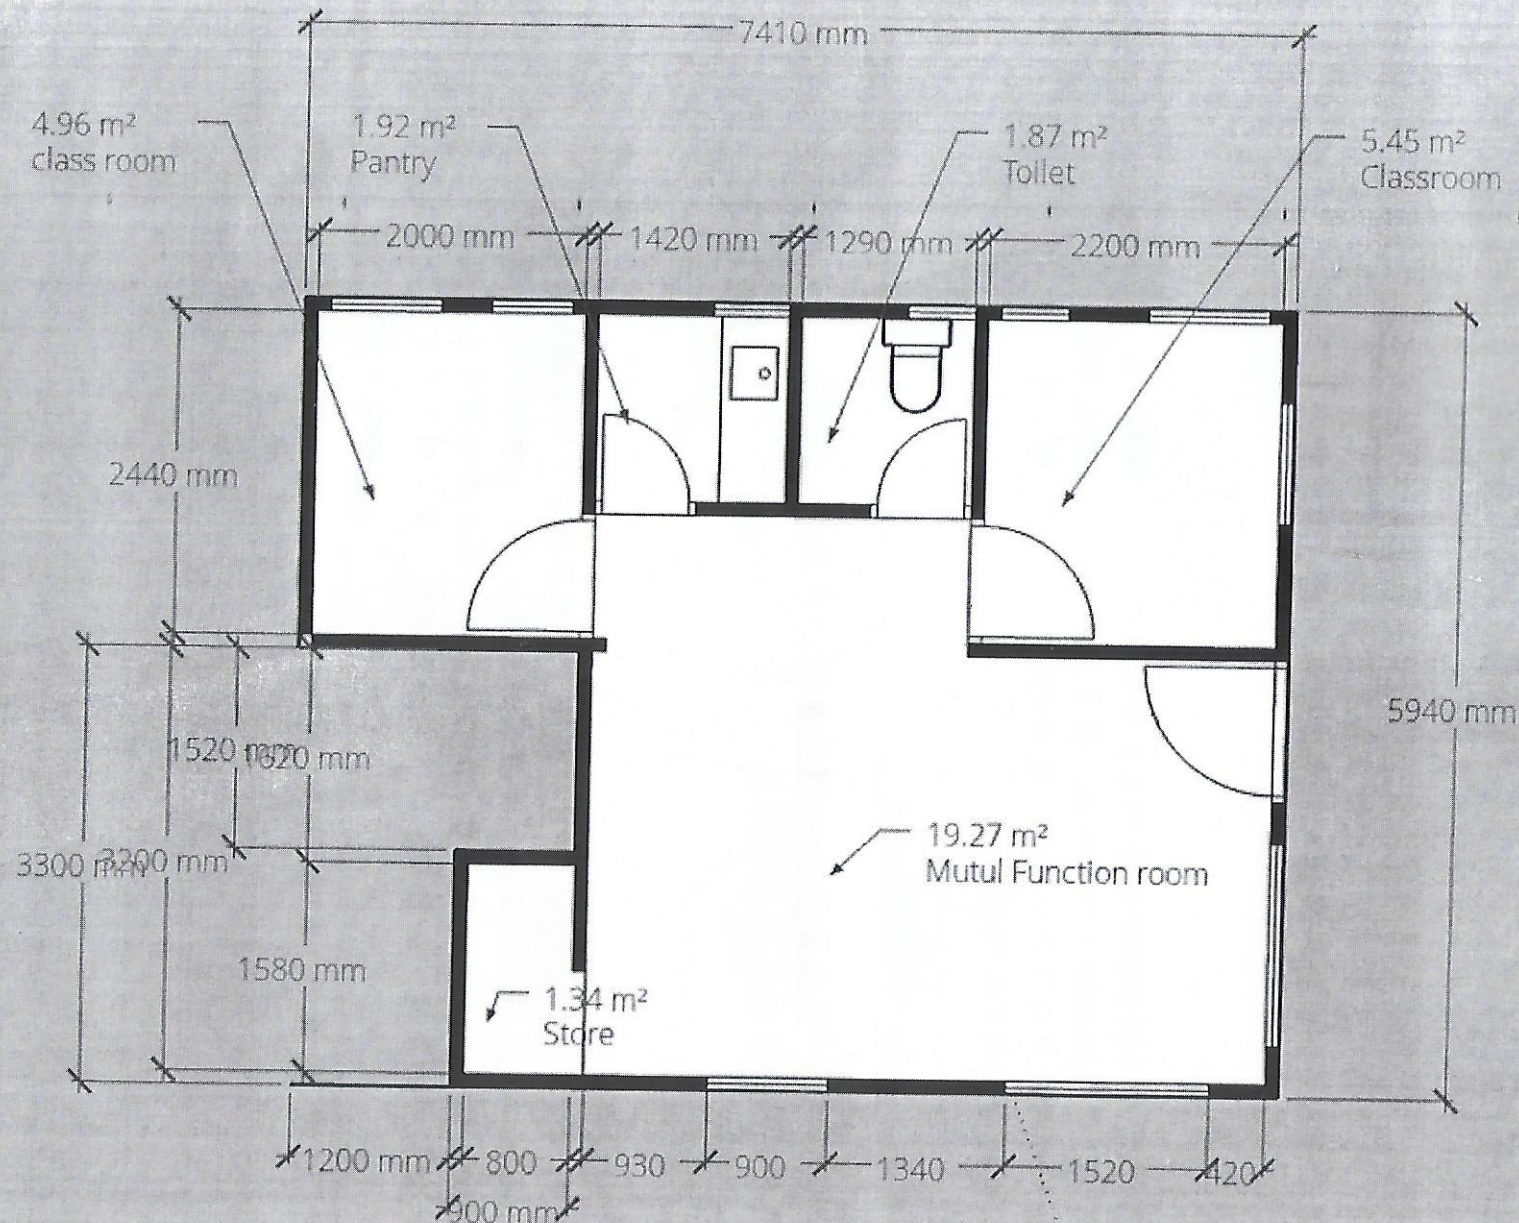 7410 mm
4.96 m²
class room
1.92 m²
Pantry
1.87 m²
Toilet
5.45 m²
Classroom
2000 mm
1420 mm
1290 mm
2200 mm
2440 mm
5940 mm
1520 mm
1620 mm
3300 mm
3200 mm
19.27 m²
Mutul Function room
1580 mm
1.34 m²
Store
1200 mm
800
930
900
1340
1520
420
900 mm